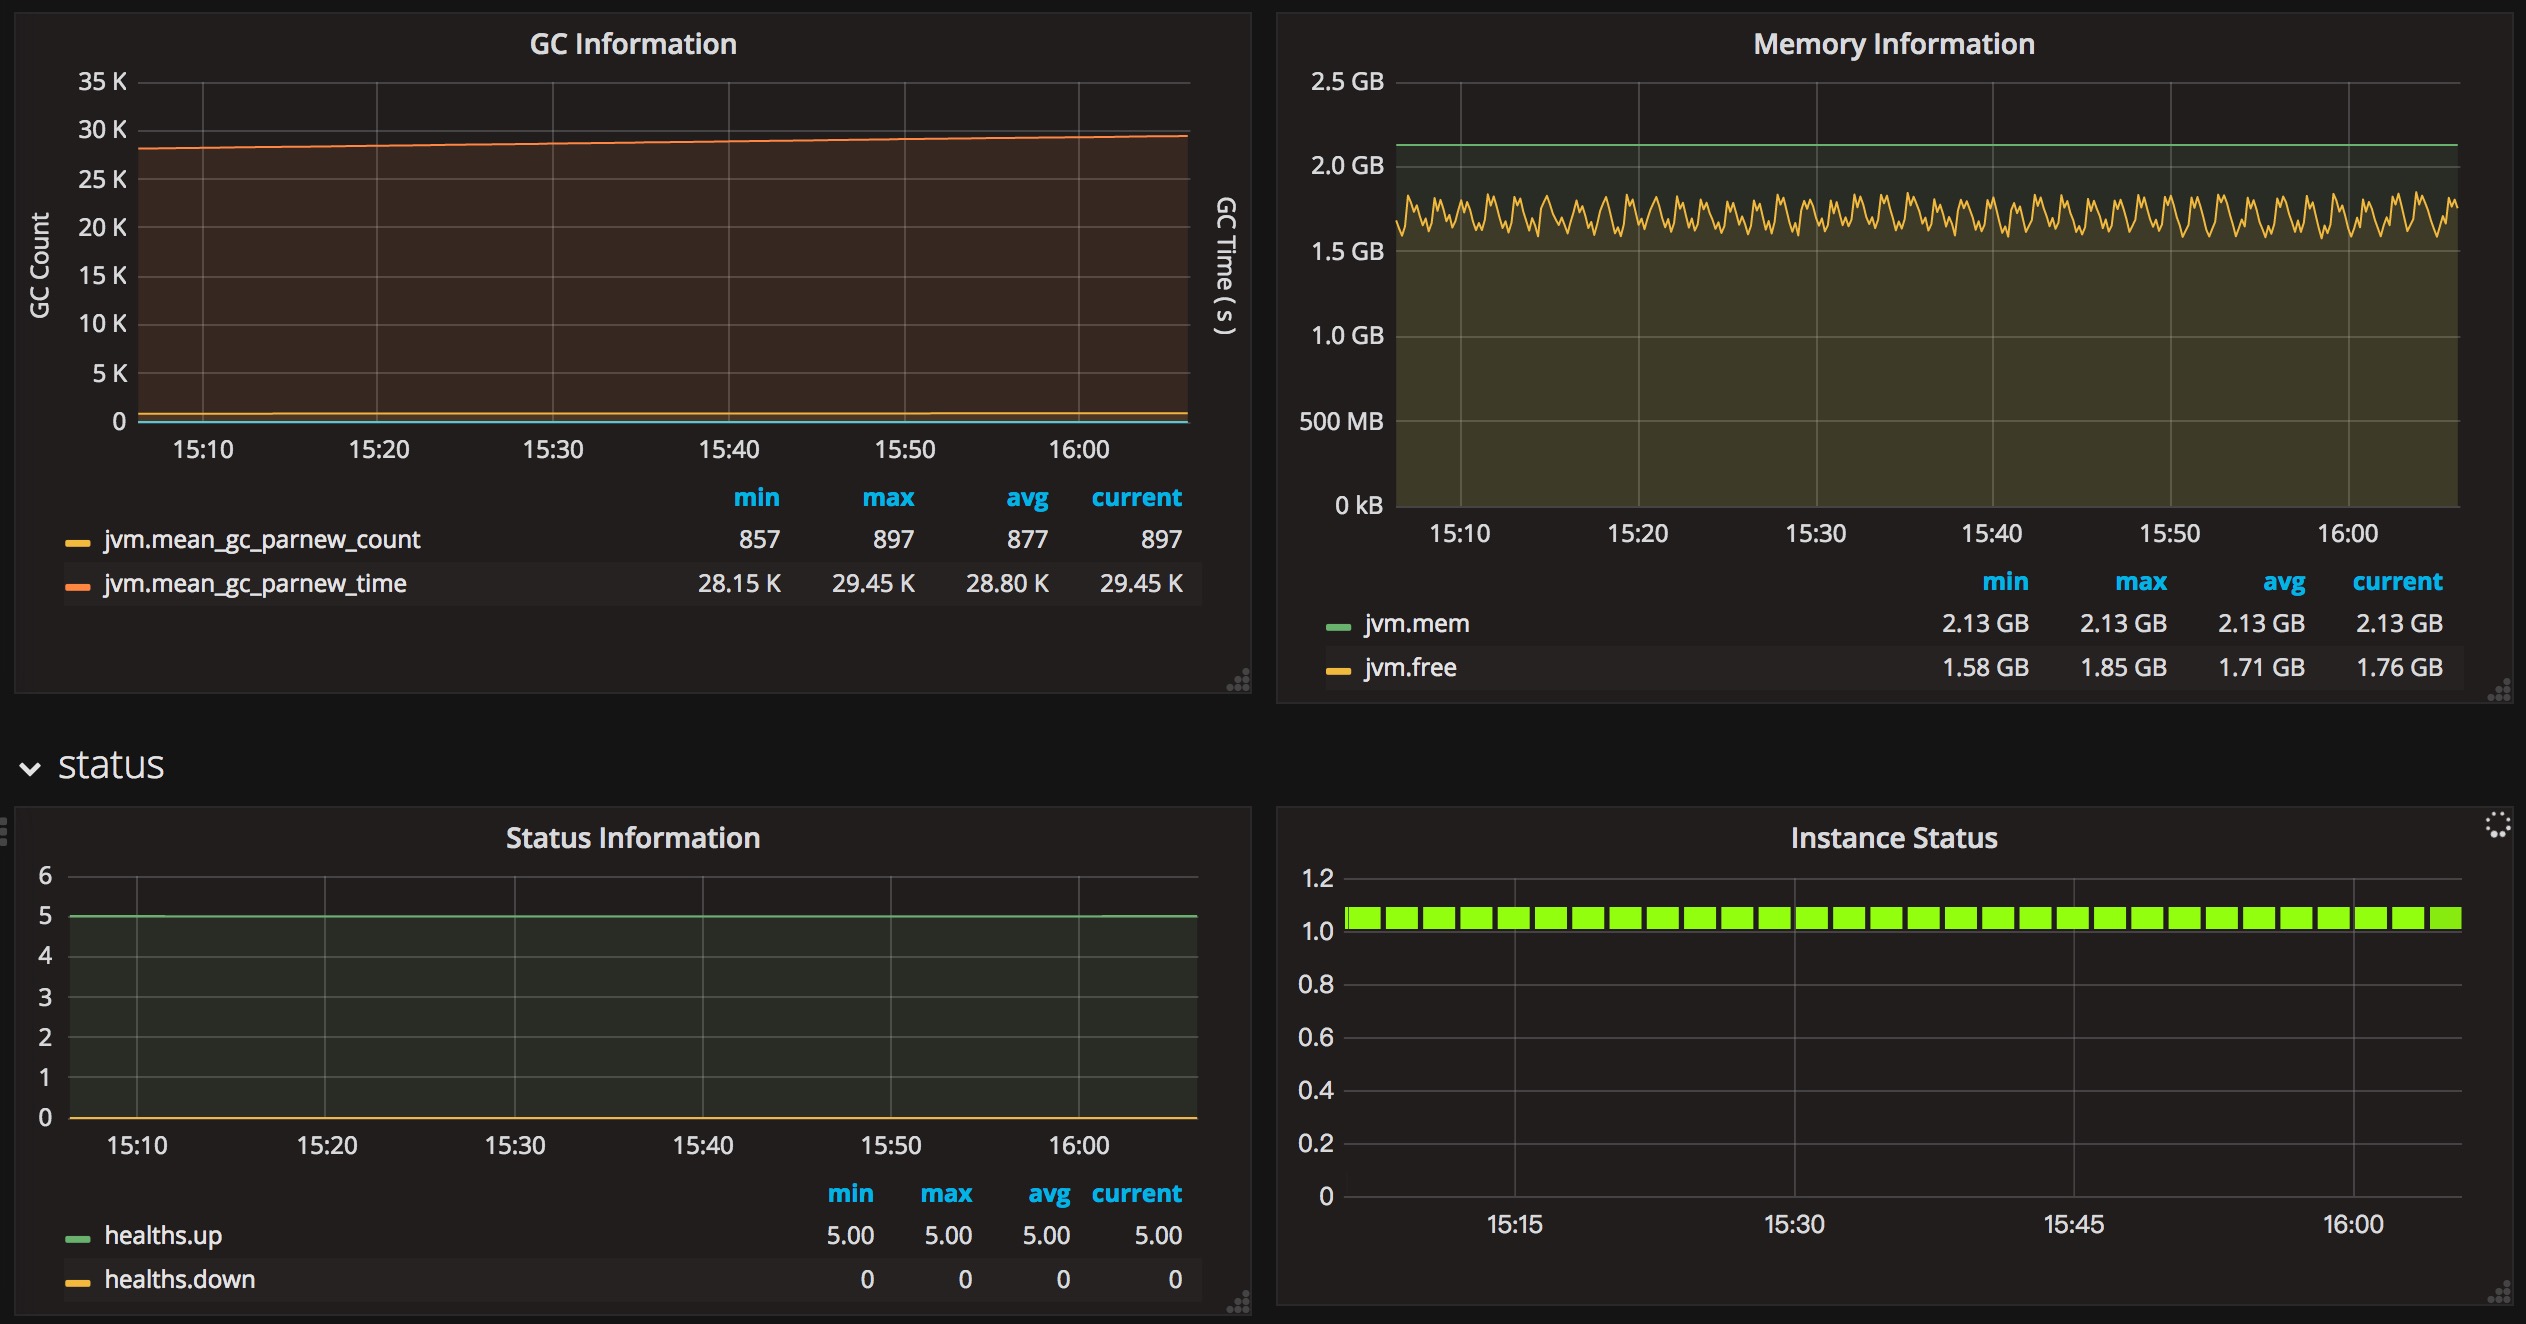 GC Information
35 K
30 K
25 K
20 K
15 K
10 K
5 K
0
GC Count
GC Time ( s )
15:10 15:20 15:30 15:40 15:50 16:00
min max avg current
jvm.mean_gc_parnew_count 857 897 877 897
jvm.mean_gc_parnew_time 28.15 K 29.45 K 28.80 K 29.45 K
Memory Information
2.5 GB
2.0 GB
1.5 GB
1.0 GB
500 MB
0 kB
15:10 15:20 15:30 15:40 15:50 16:00
min max avg current
jvm.mem 2.13 GB 2.13 GB 2.13 GB 2.13 GB
jvm.free 1.58 GB 1.85 GB 1.71 GB 1.76 GB
status
Status Information
6
5
4
3
2
1
0
15:10 15:20 15:30 15:40 15:50 16:00
min max avg current
healths.up 5.00 5.00 5.00 5.00
healths.down 0 0 0 0
Instance Status
1.2
1.0
0.8
0.6
0.4
0.2
0
15:15 15:30 15:45 16:00